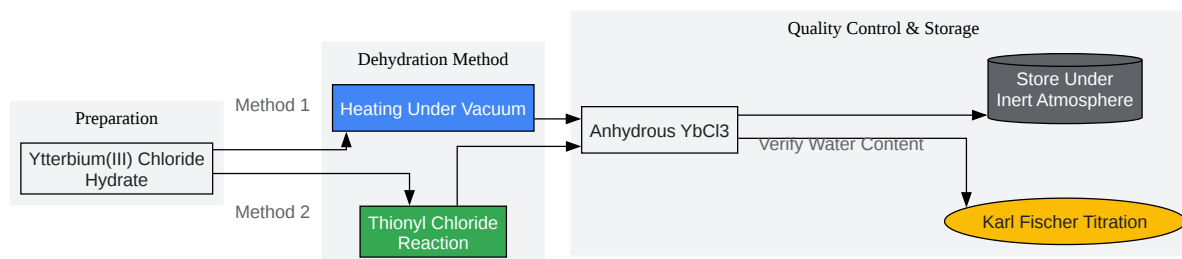 Preparation
Ytterbium(III) Chloride
Hydrate
Method 1
Method 2
Dehydration Method
Heating Under Vacuum
Thionyl Chloride
Reaction
Quality Control & Storage
Anhydrous YbCl3
Verify Water Content
Store Under
Inert Atmosphere
Karl Fischer Titration